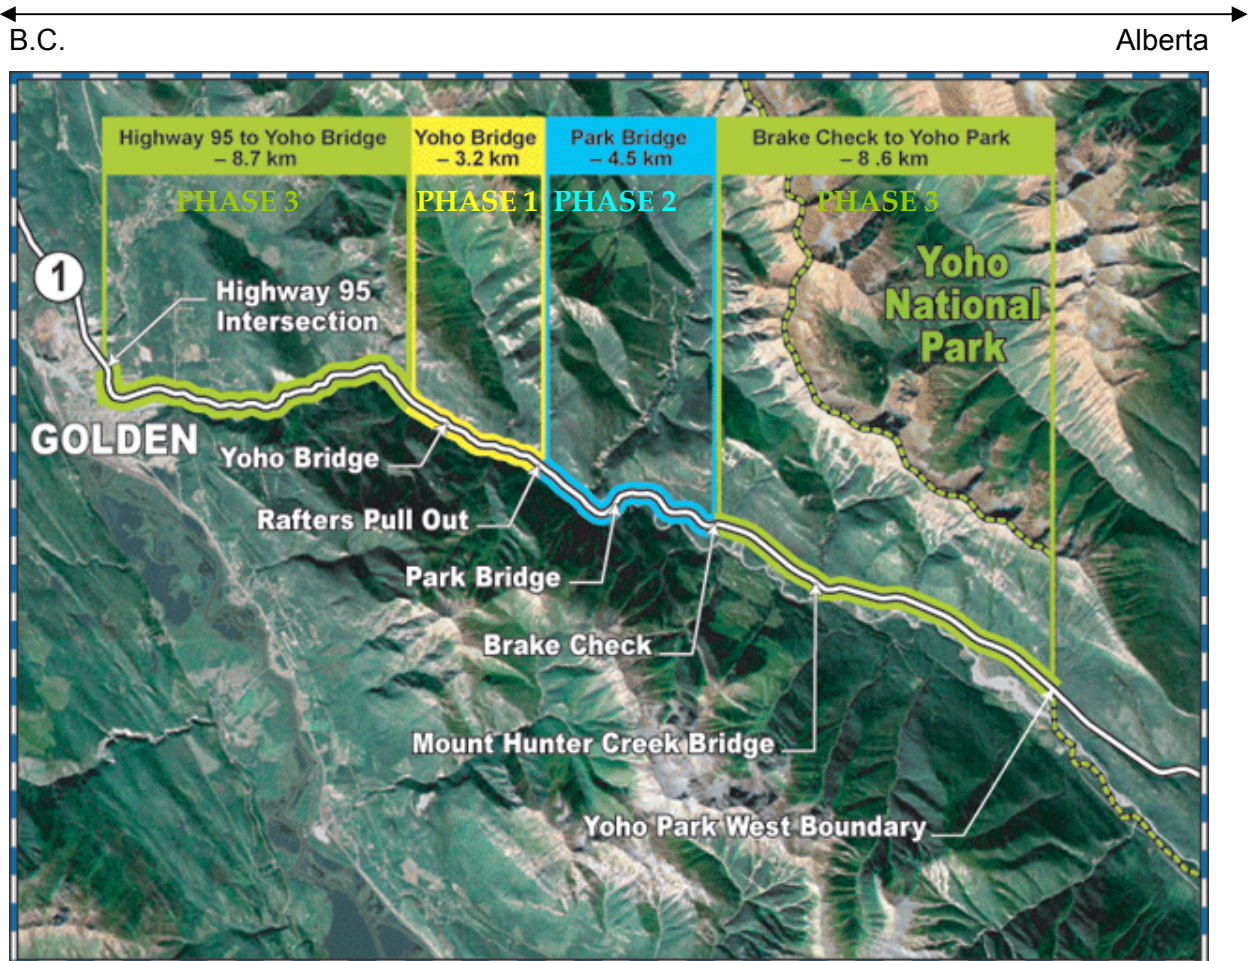 B.C.
Alberta
Highway 95 to Yoho Bridge
– 8.7 km
Yoho Bridge
– 3.2 km
Park Bridge
– 4.5 km
Brake Check to Yoho Park
– 8 .6 km
PHASE 3
PHASE 1
PHASE 2
PHASE 3
Yoho
National
Park
1
Highway 95
Intersection
GOLDEN
Yoho Bridge
Rafters Pull Out
Park Bridge
Brake Check
Mount Hunter Creek Bridge
Yoho Park West Boundary